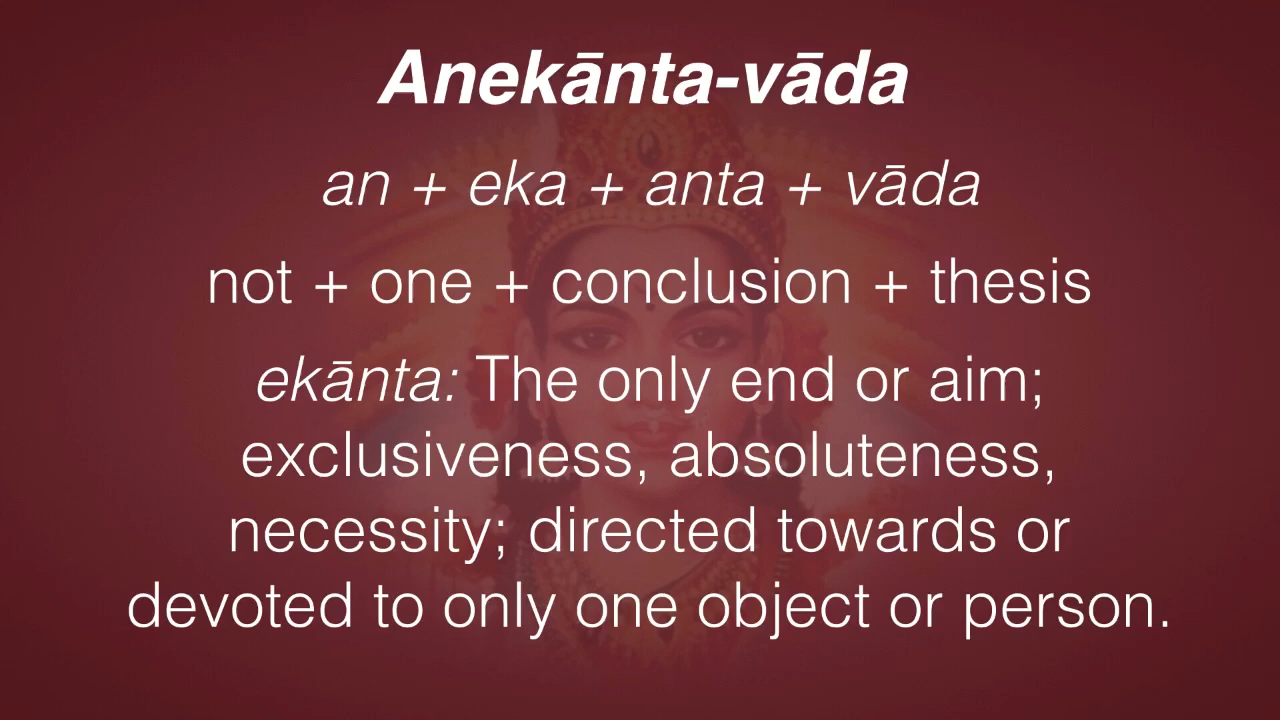 Anekānta-vāda
an + eka + anta + vāda
not + one + conclusion + thesis
ekānta: The only end or aim;
exclusiveness, absoluteness,
necessity; directed towards or
devoted to only one object or person.